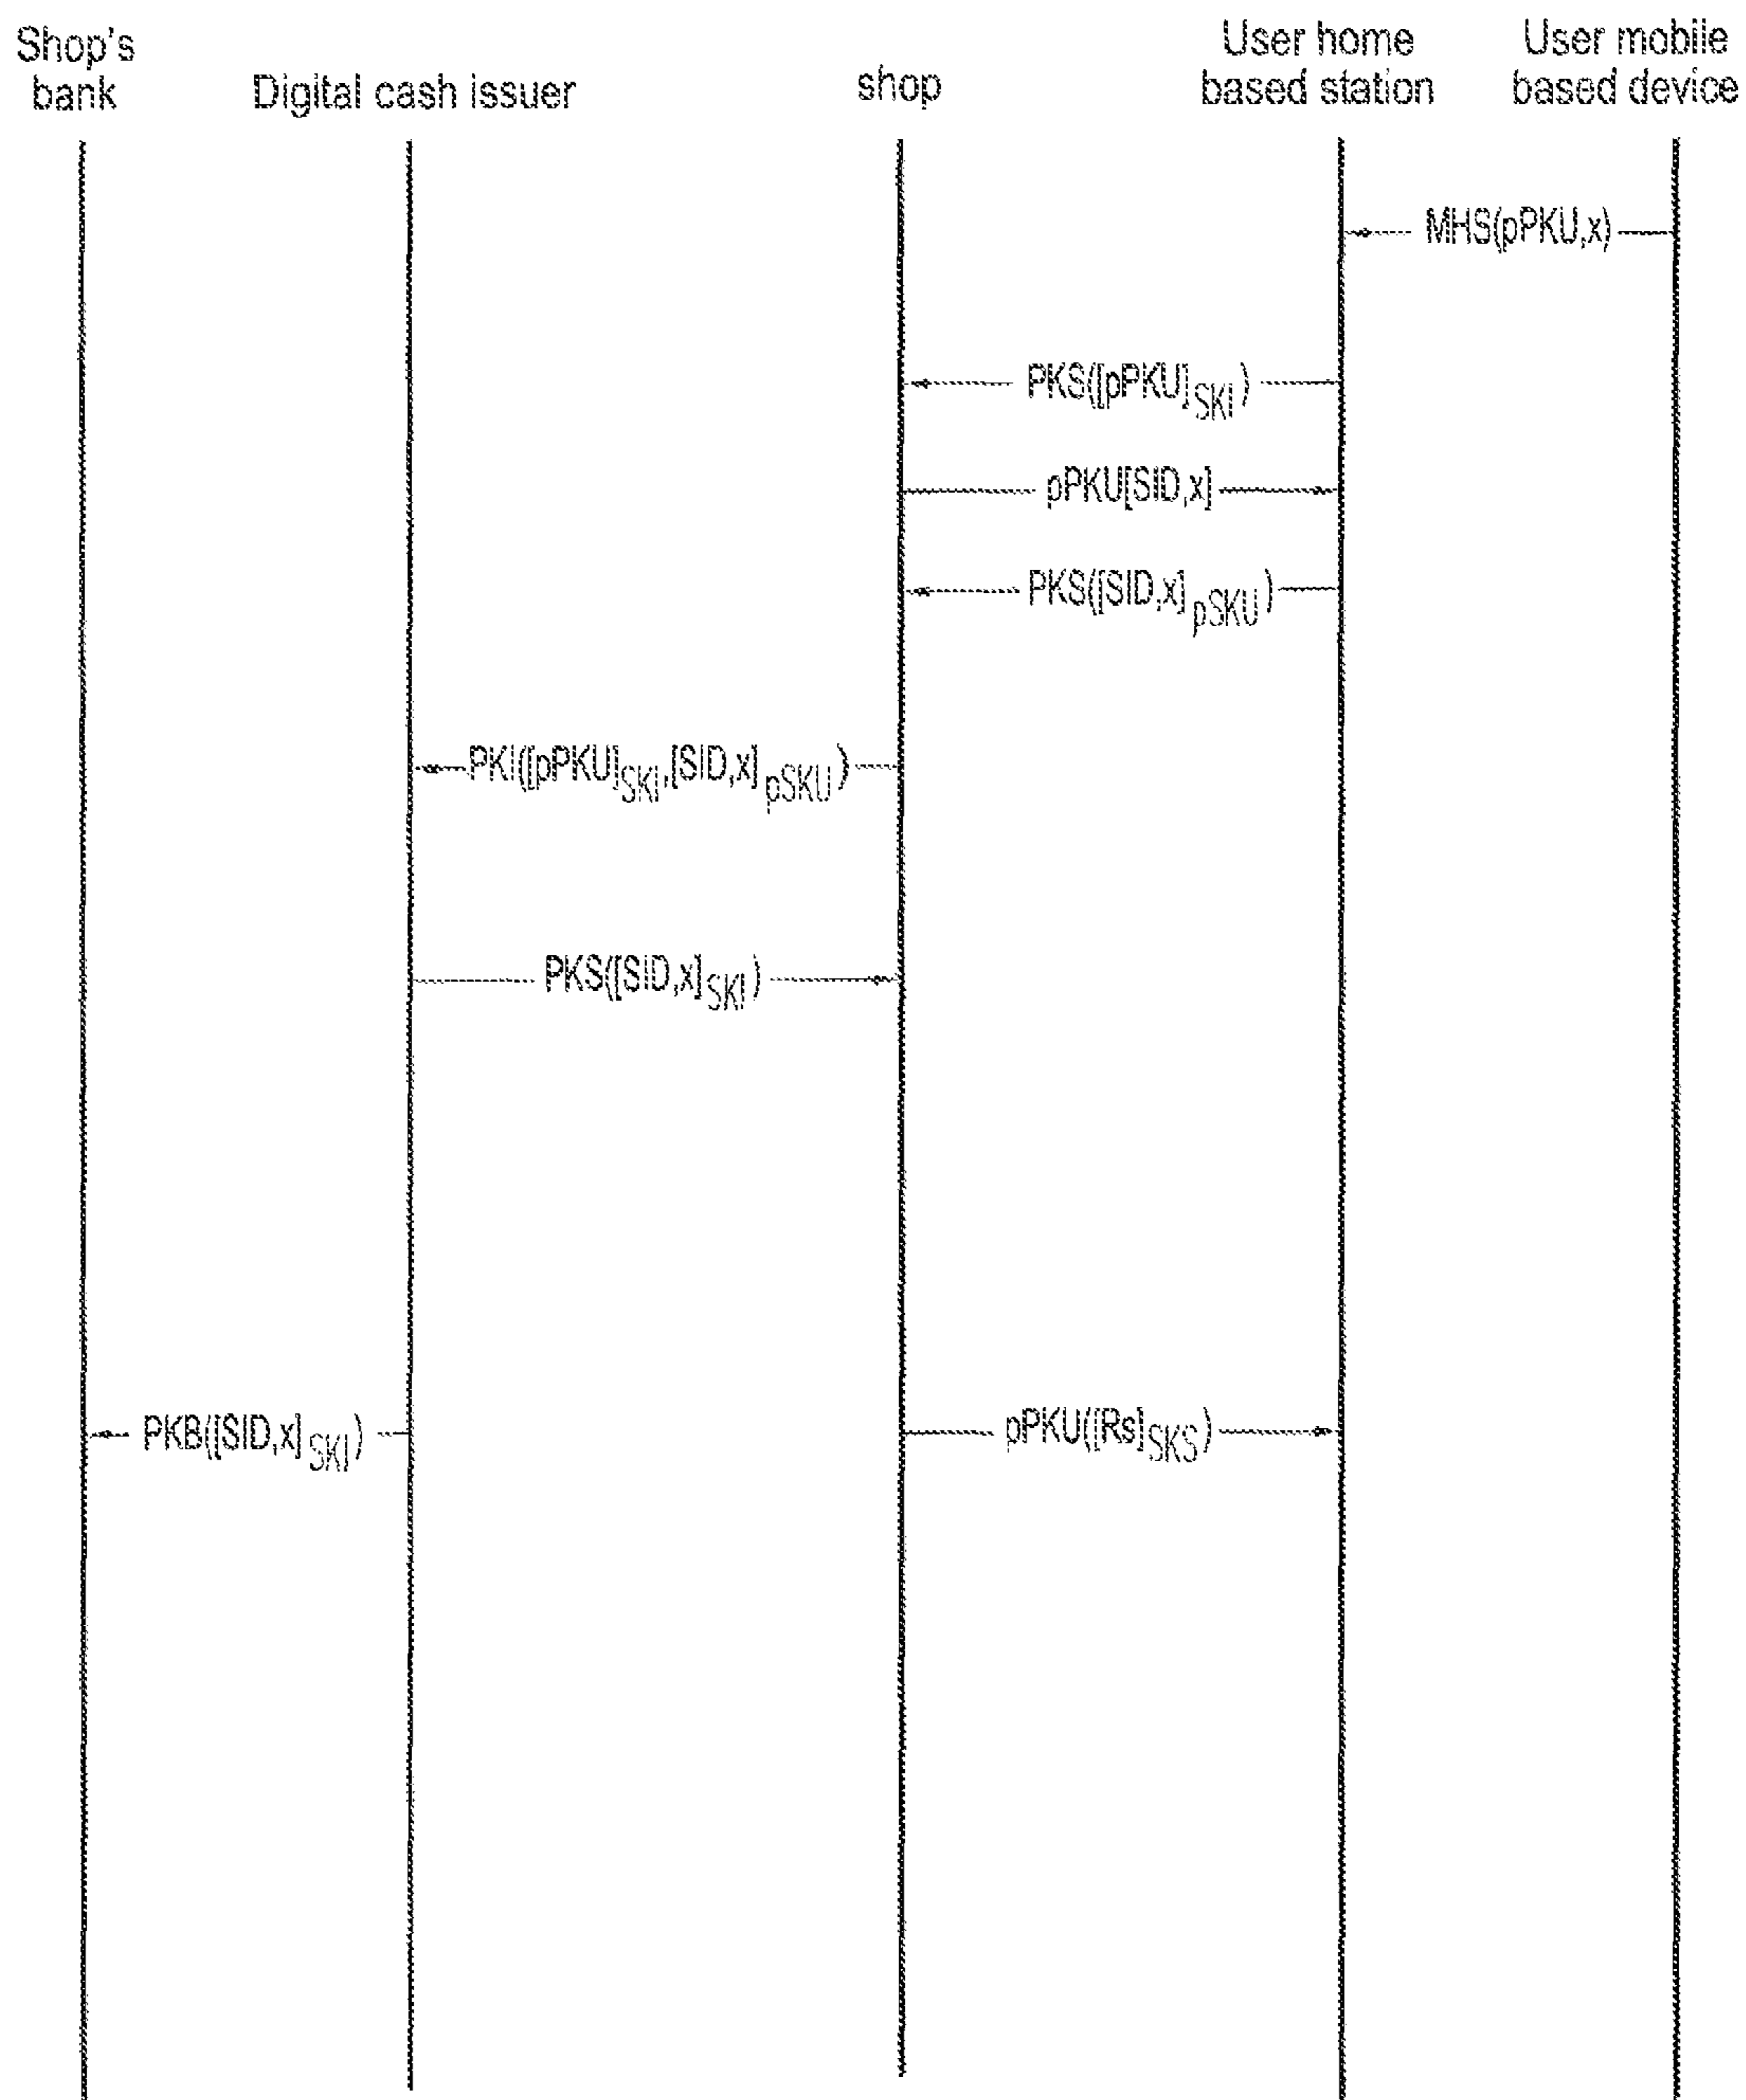 Shop's
bank
Digital cash issuer
shop
User home
based station
User mobile
based device
MHS(pPKU,x)
PKS([pPKU]SKI)
pPKU[SID,x]
PKS([SID,x]pSKU)
PKI([pPKU]SKI,[SID,x]pSKU)
PKS([SID,x]SKI)
PKB([SID,x]SKI)
pPKU([Rs]SKS)